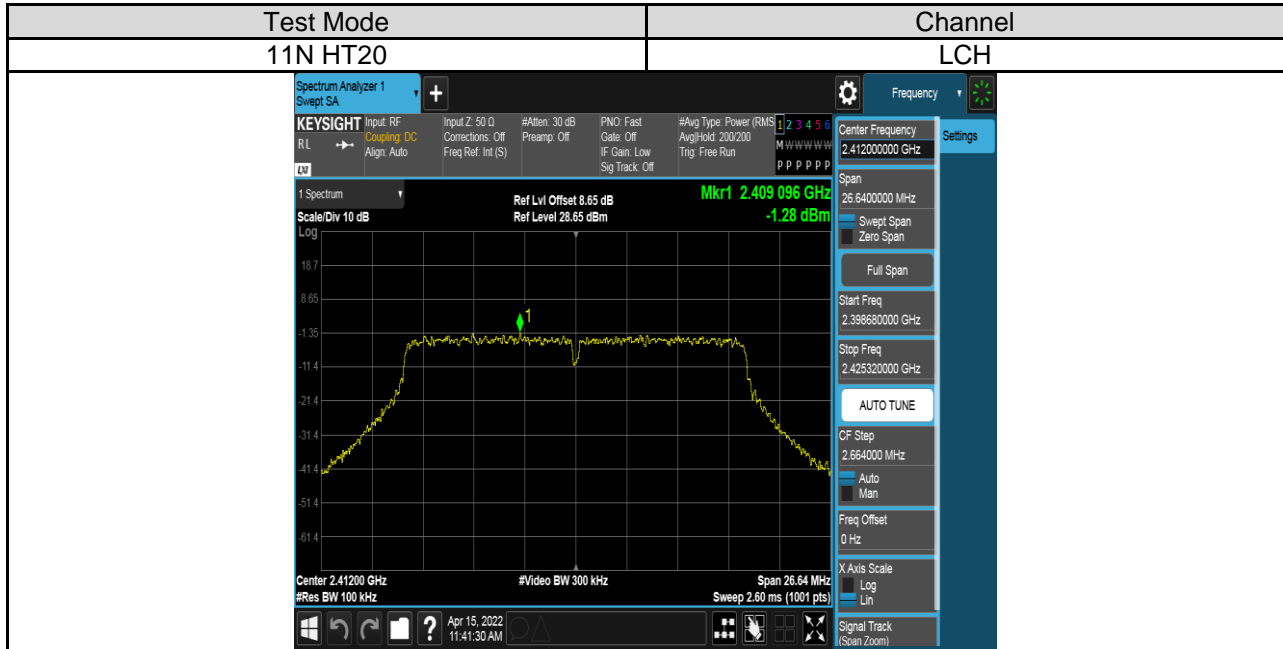 Test Mode Channel
11N HT20 LCH
Spectrum Analyzer 1
Swept SA
+
Frequency
KEYSIGHT Input: RF Input Z: 50 Ω #Atten: 30 dB PNO: Fast #Avg Type: Power (RMS 1 2 3 4 5 6
RL Coupling: DC Corrections: Off Preamp: Off Gate: Off Avg|Hold: 200/200 M W W W W W
Align: Auto Freq Ref: Int (S) IF Gain: Low Trig: Free Run
LXI Sig Track: Off P P P P P P
1 Spectrum Ref Lvl Offset 8.65 dB Mkr1 2.409 096 GHz
Scale/Div 10 dB Ref Level 28.65 dBm -1.28 dBm
Log
18.7
8.65
1
-1.35
-11.4
-21.4
-31.4
-41.4
-51.4
-61.4
Center 2.41200 GHz #Video BW 300 kHz Span 26.64 MHz
#Res BW 100 kHz Sweep 2.60 ms (1001 pts)
? Apr 15, 2022
11:41:30 AM
Center Frequency
2.412000000 GHz
Settings
Span
26.6400000 MHz
Swept Span
Zero Span
Full Span
Start Freq
2.398680000 GHz
Stop Freq
2.425320000 GHz
AUTO TUNE
CF Step
2.664000 MHz
Auto
Man
Freq Offset
0 Hz
X Axis Scale
Log
Lin
Signal Track
(Span Zoom)